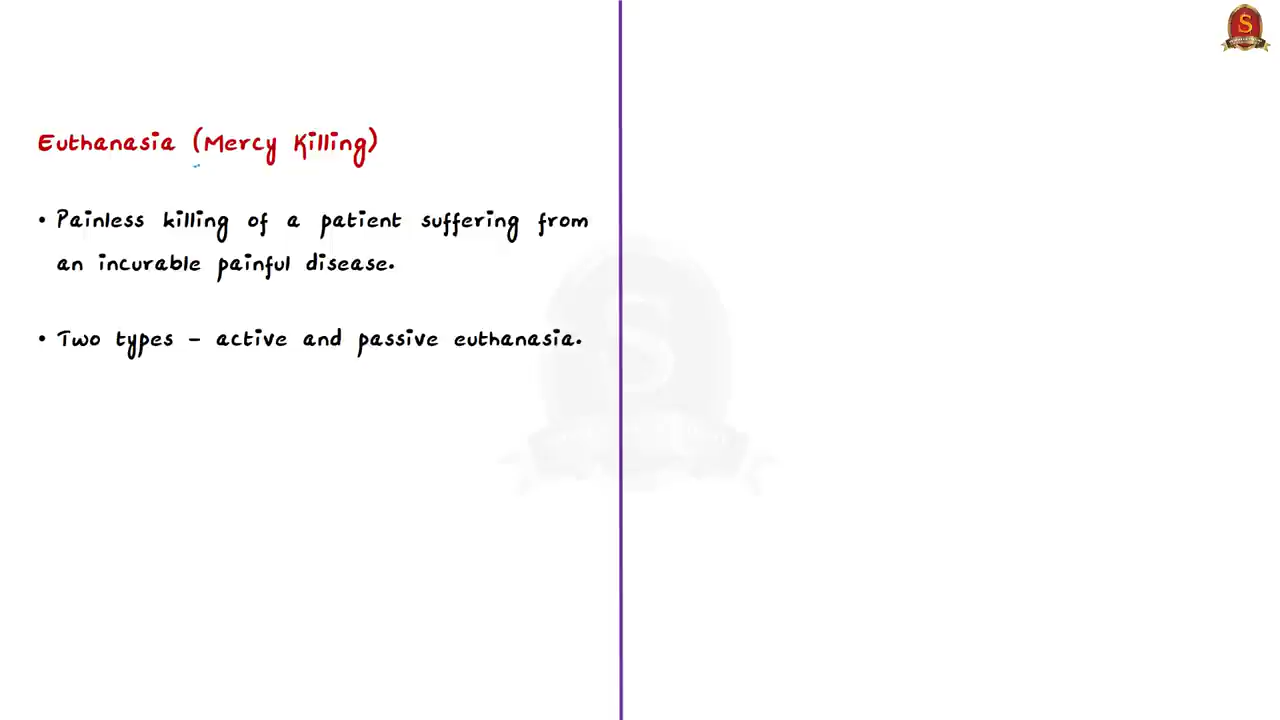 Euthanasia (Mercy Killing)
• Painless killing of a patient suffering from
an incurable painful disease.
• Two types - active and passive euthanasia.
S